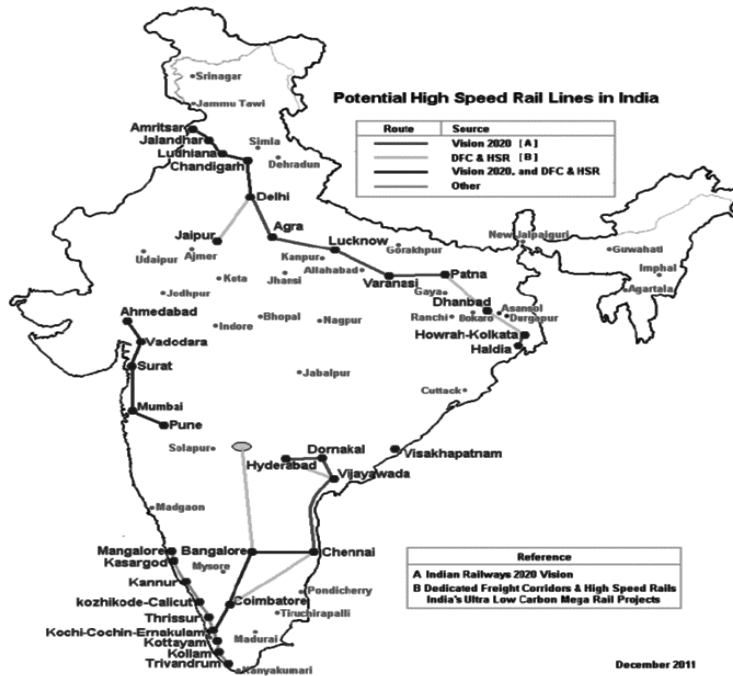 Srinagar
Potential High Speed Rail Lines in India
Jammu Tawi
Route Source
Vision 2020 [A]
DFC & HSR [B]
Vision 2020, and DFC & HSR
Other
Amritsar
Jalandhar
Ludhiana
Chandigarh
Simla
Dehradun
Delhi
Agra
Jaipur
Ajmer
Udaipur
Lucknow
Kanpur
Gorakhpur
New Jalpaiguri
Guwahati
Imphal
Agartala
Allahabad
Varanasi
Patna
Gaya
Kota
Jhansi
Jodhpur
Dhanbad
Asansol
Ranchi
Bokaro
Durgapur
Ahmedabad
Indore
Bhopal
Nagpur
Howrah-Kolkata
Haldia
Vadodara
Surat
Jabalpur
Cuttack
Mumbai
Pune
Solapur
Hyderabad
Dornakal
Vijayawada
Visakhapatnam
Madgaon
Mangalore
Kasargod
Bangalore
Chennai
Mysore
Kannur
Pondicherry
kozhikode-Calicut
Coimbatore
Tiruchirapalli
Thrissur
Kochi-Cochin-Ernakulam
Madurai
Kottayam
Kollam
Trivandrum
Kanyakumari
Reference
A Indian Railways 2020 Vision
B Dedicated Freight Corridors & High Speed Rails
India's Ultra Low Carbon Mega Rail Projects
December 2011